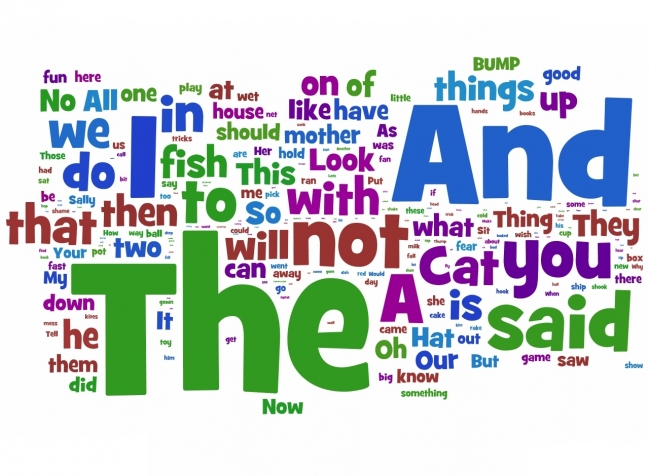 BUMP
good
fun here
things
on of
little
No All one
play at wet
up
in
house net
like have
hands books
And
we
us
should
mother
As
was
fan
tricks
Those
call
I
fish
are Her hold
Look
do
This
had
sat
bit
say
ran Lets Put
be
Sally
too
to
me pick
with
if
head
some
but
that
then
so
shake these
what
cold
Sit
Thing
They
top
shame
How way ball
could
will
not
milk
fear
about
wish
cup
Your pot
two
fall
Cat
you
box
new Why
My
fast
can
went
away
red Would
day
there
The
go
A
she
hook
when
ship shook
down
kites
It
is
said
cake
mess
Tell
he
toy
get
came
Hat out
Oh
them
him
Our
But
game saw
show
did
big know
something
Now